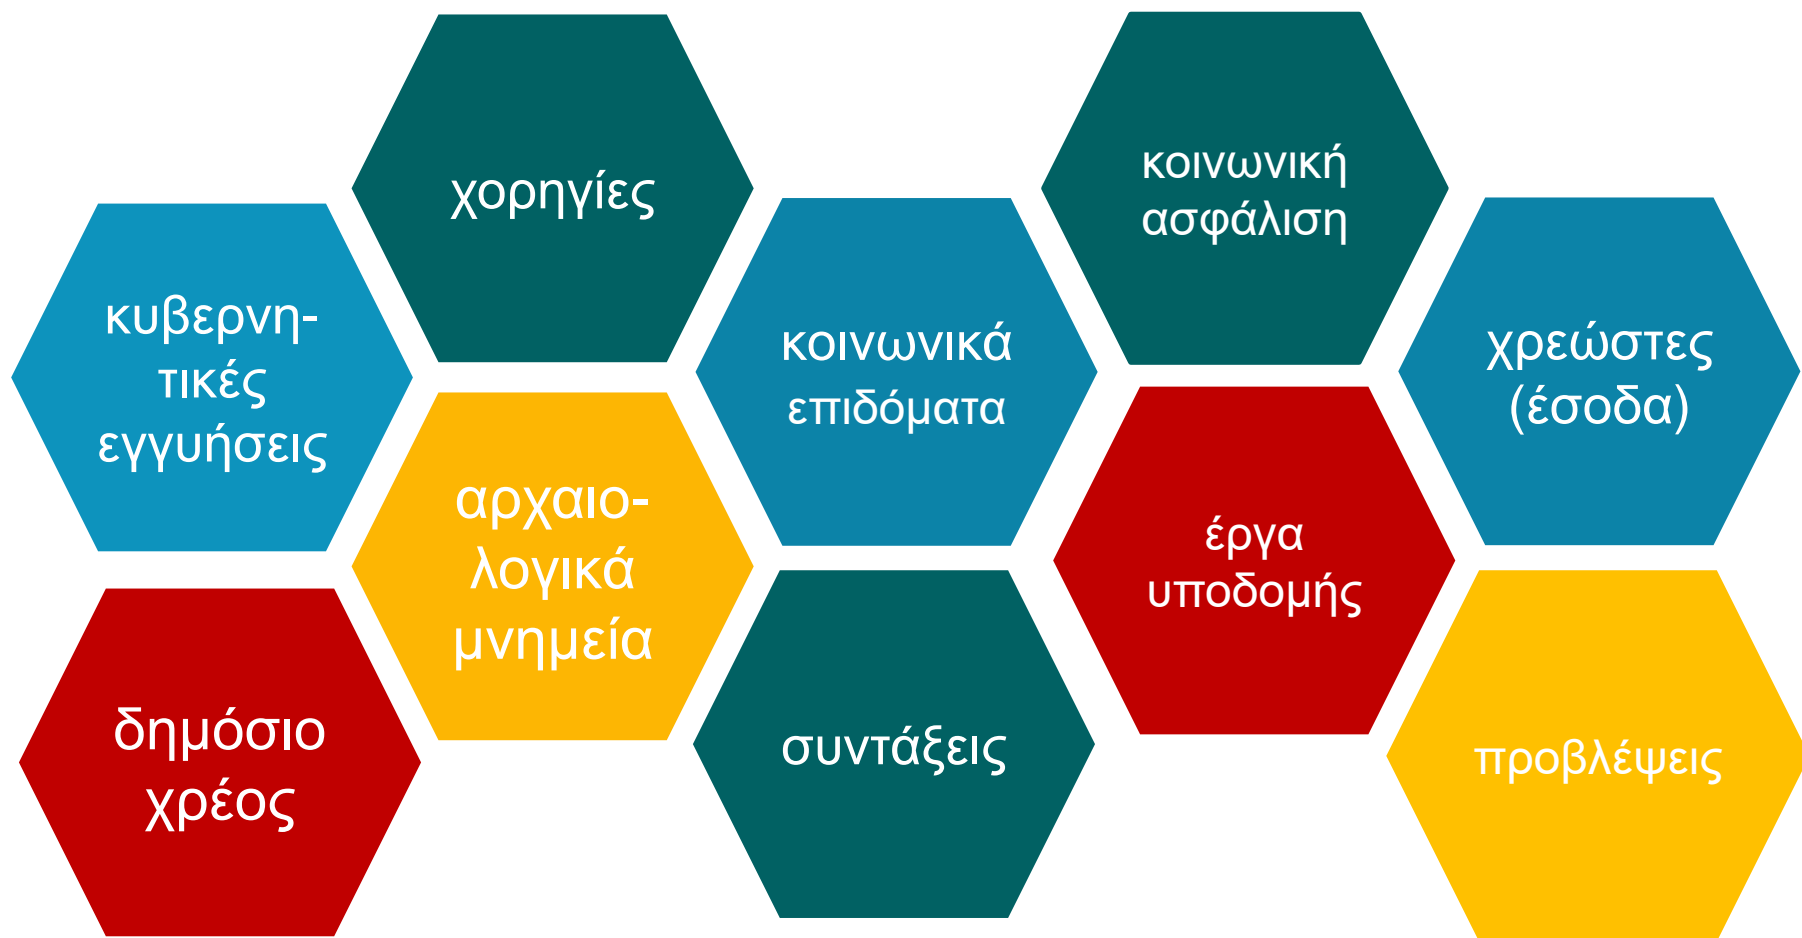 χορηγίες
κοινωνική
ασφάλιση
κυβερνη-
τικές
εγγυήσεις
κοινωνικά
επιδόματα
χρεώστες
(έσοδα)
αρχαιο-
λογικά
μνημεία
έργα
υποδομής
δημόσιο
χρέος
συντάξεις
προβλέψεις